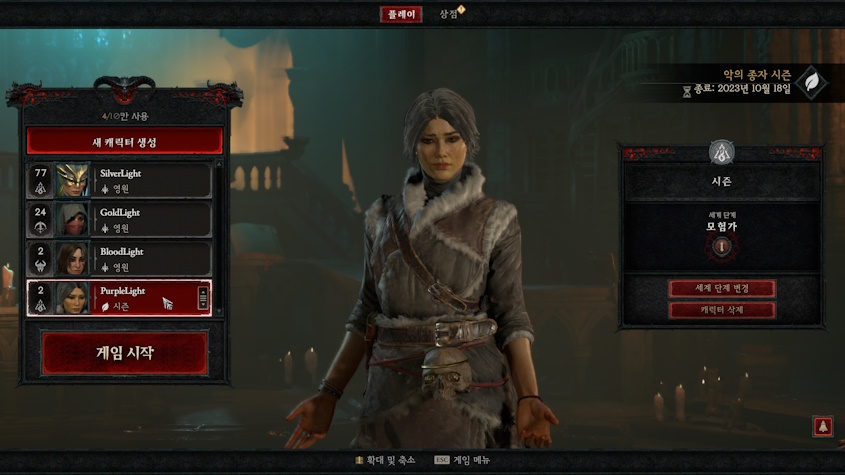 플레이
상점
악의 종자 시즌
종료: 2023년 10월 18일
4/10칸 사용
새 캐릭터 생성
77
SilverLight
영원
24
GoldLight
영원
2
BloodLight
영원
2
PurpleLight
시즌
게임 시작
시즌
세계 단계
모험가
I
세계 단계 변경
캐릭터 삭제
확대 및 축소
ESC 게임 메뉴